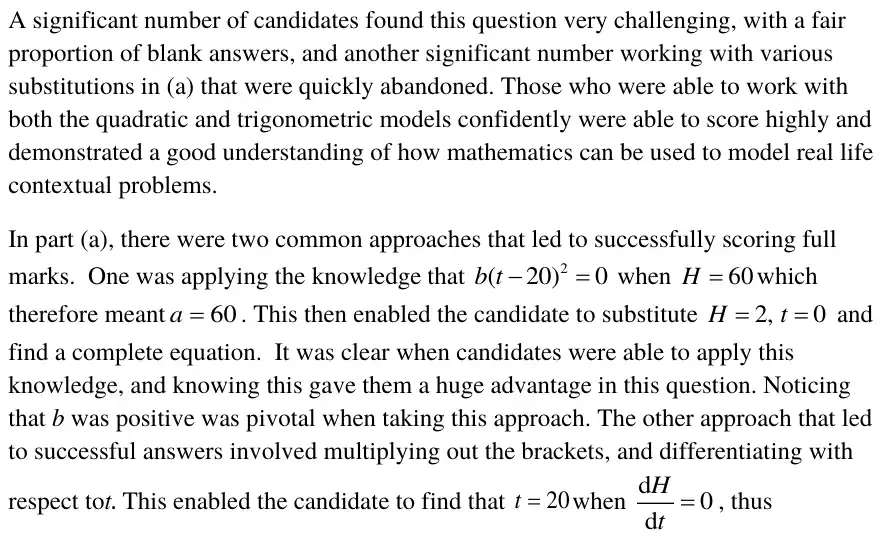 A significant number of candidates found this question very challenging, with a fair
proportion of blank answers, and another significant number working with various
substitutions in (a) that were quickly abandoned. Those who were able to work with
both the quadratic and trigonometric models confidently were able to score highly and
demonstrated a good understanding of how mathematics can be used to model real life
contextual problems.
In part (a), there were two common approaches that led to successfully scoring full
marks. One was applying the knowledge that b(t − 20)² = 0 when H = 60 which
therefore meant a = 60. This then enabled the candidate to substitute H = 2, t = 0 and
find a complete equation. It was clear when candidates were able to apply this
knowledge, and knowing this gave them a huge advantage in this question. Noticing
that b was positive was pivotal when taking this approach. The other approach that led
to successful answers involved multiplying out the brackets, and differentiating with
respect tot. This enabled the candidate to find that t = 20 when dH/dt = 0, thus